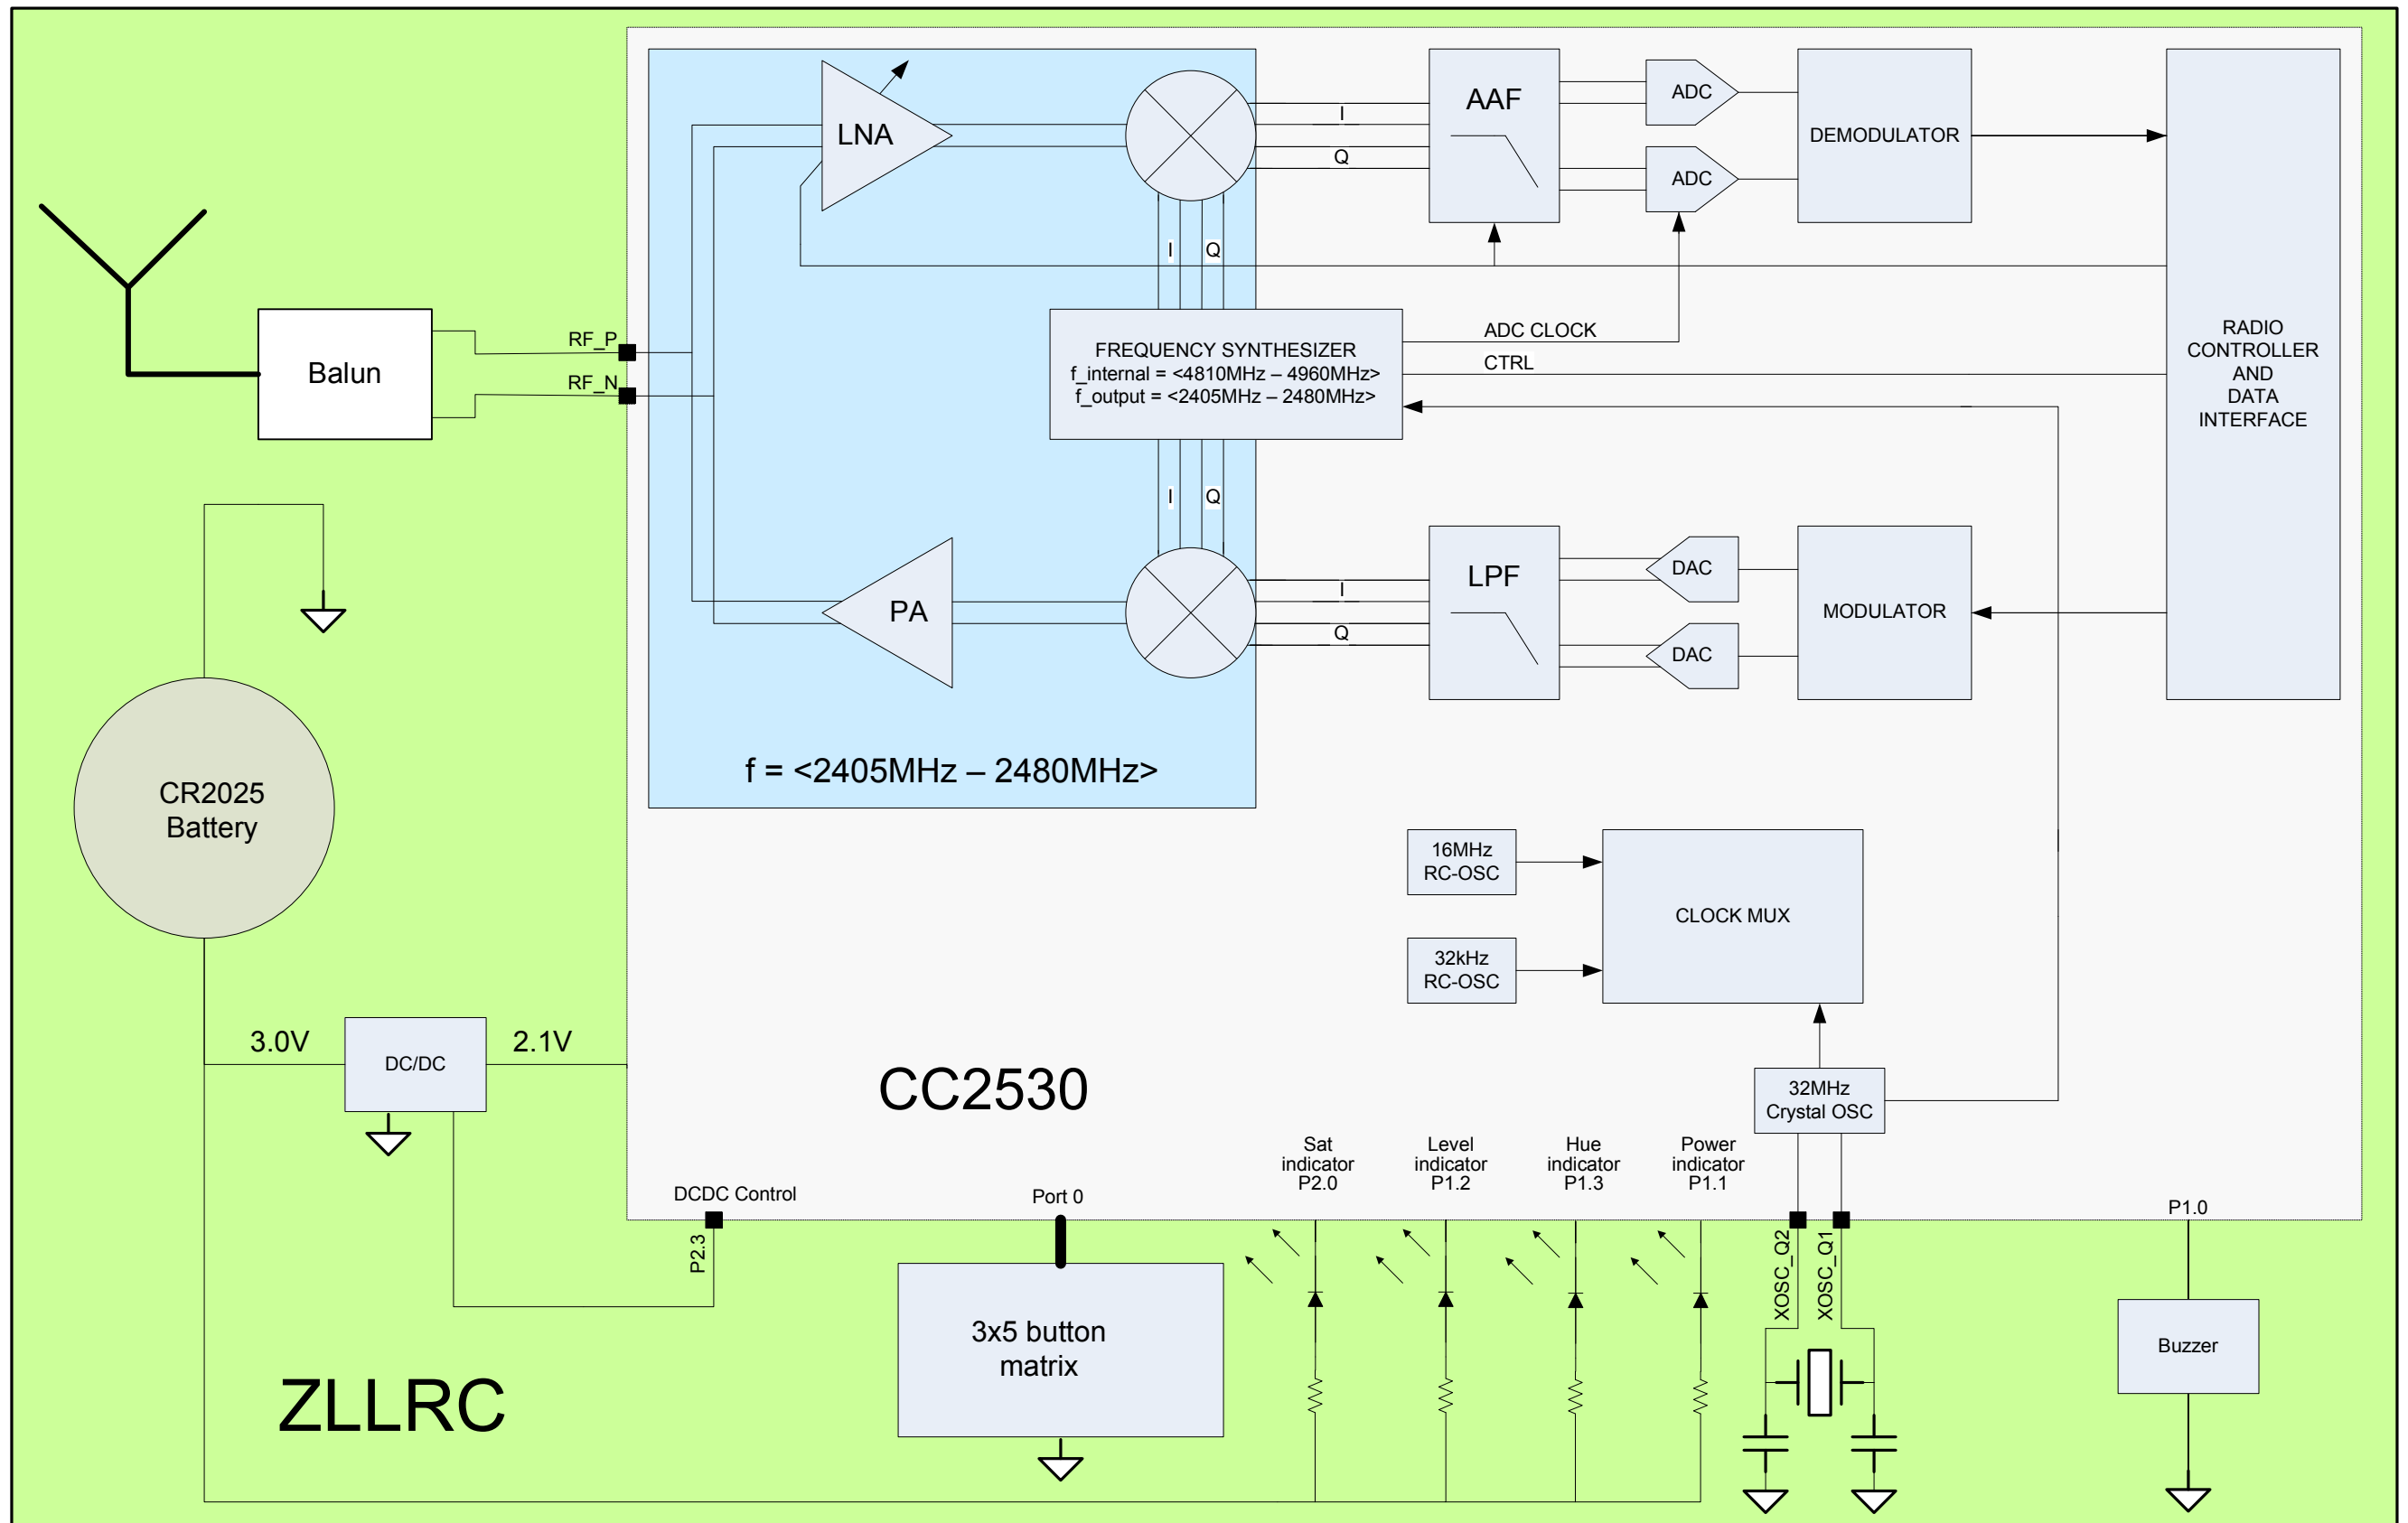 LNA
I
Q
AAF
ADC
ADC
DEMODULATOR
I
Q
RADIO
CONTROLLER
AND
DATA
INTERFACE
Balun
RF_P
RF_N
FREQUENCY SYNTHESIZER
f_internal = <4810MHz – 4960MHz>
f_output = <2405MHz – 2480MHz>
ADC CLOCK
CTRL
I
Q
PA
I
Q
LPF
DAC
DAC
MODULATOR
f = <2405MHz – 2480MHz>
CR2025
Battery
16MHz
RC-OSC
32kHz
RC-OSC
CLOCK MUX
3.0V
DC/DC
2.1V
CC2530
32MHz
Crystal OSC
DCDC Control
P2.3
Port 0
Sat
indicator
P2.0
Level
indicator
P1.2
Hue
indicator
P1.3
Power
indicator
P1.1
XOSC_Q2
XOSC_Q1
P1.0
3x5 button
matrix
Buzzer
ZLLRC